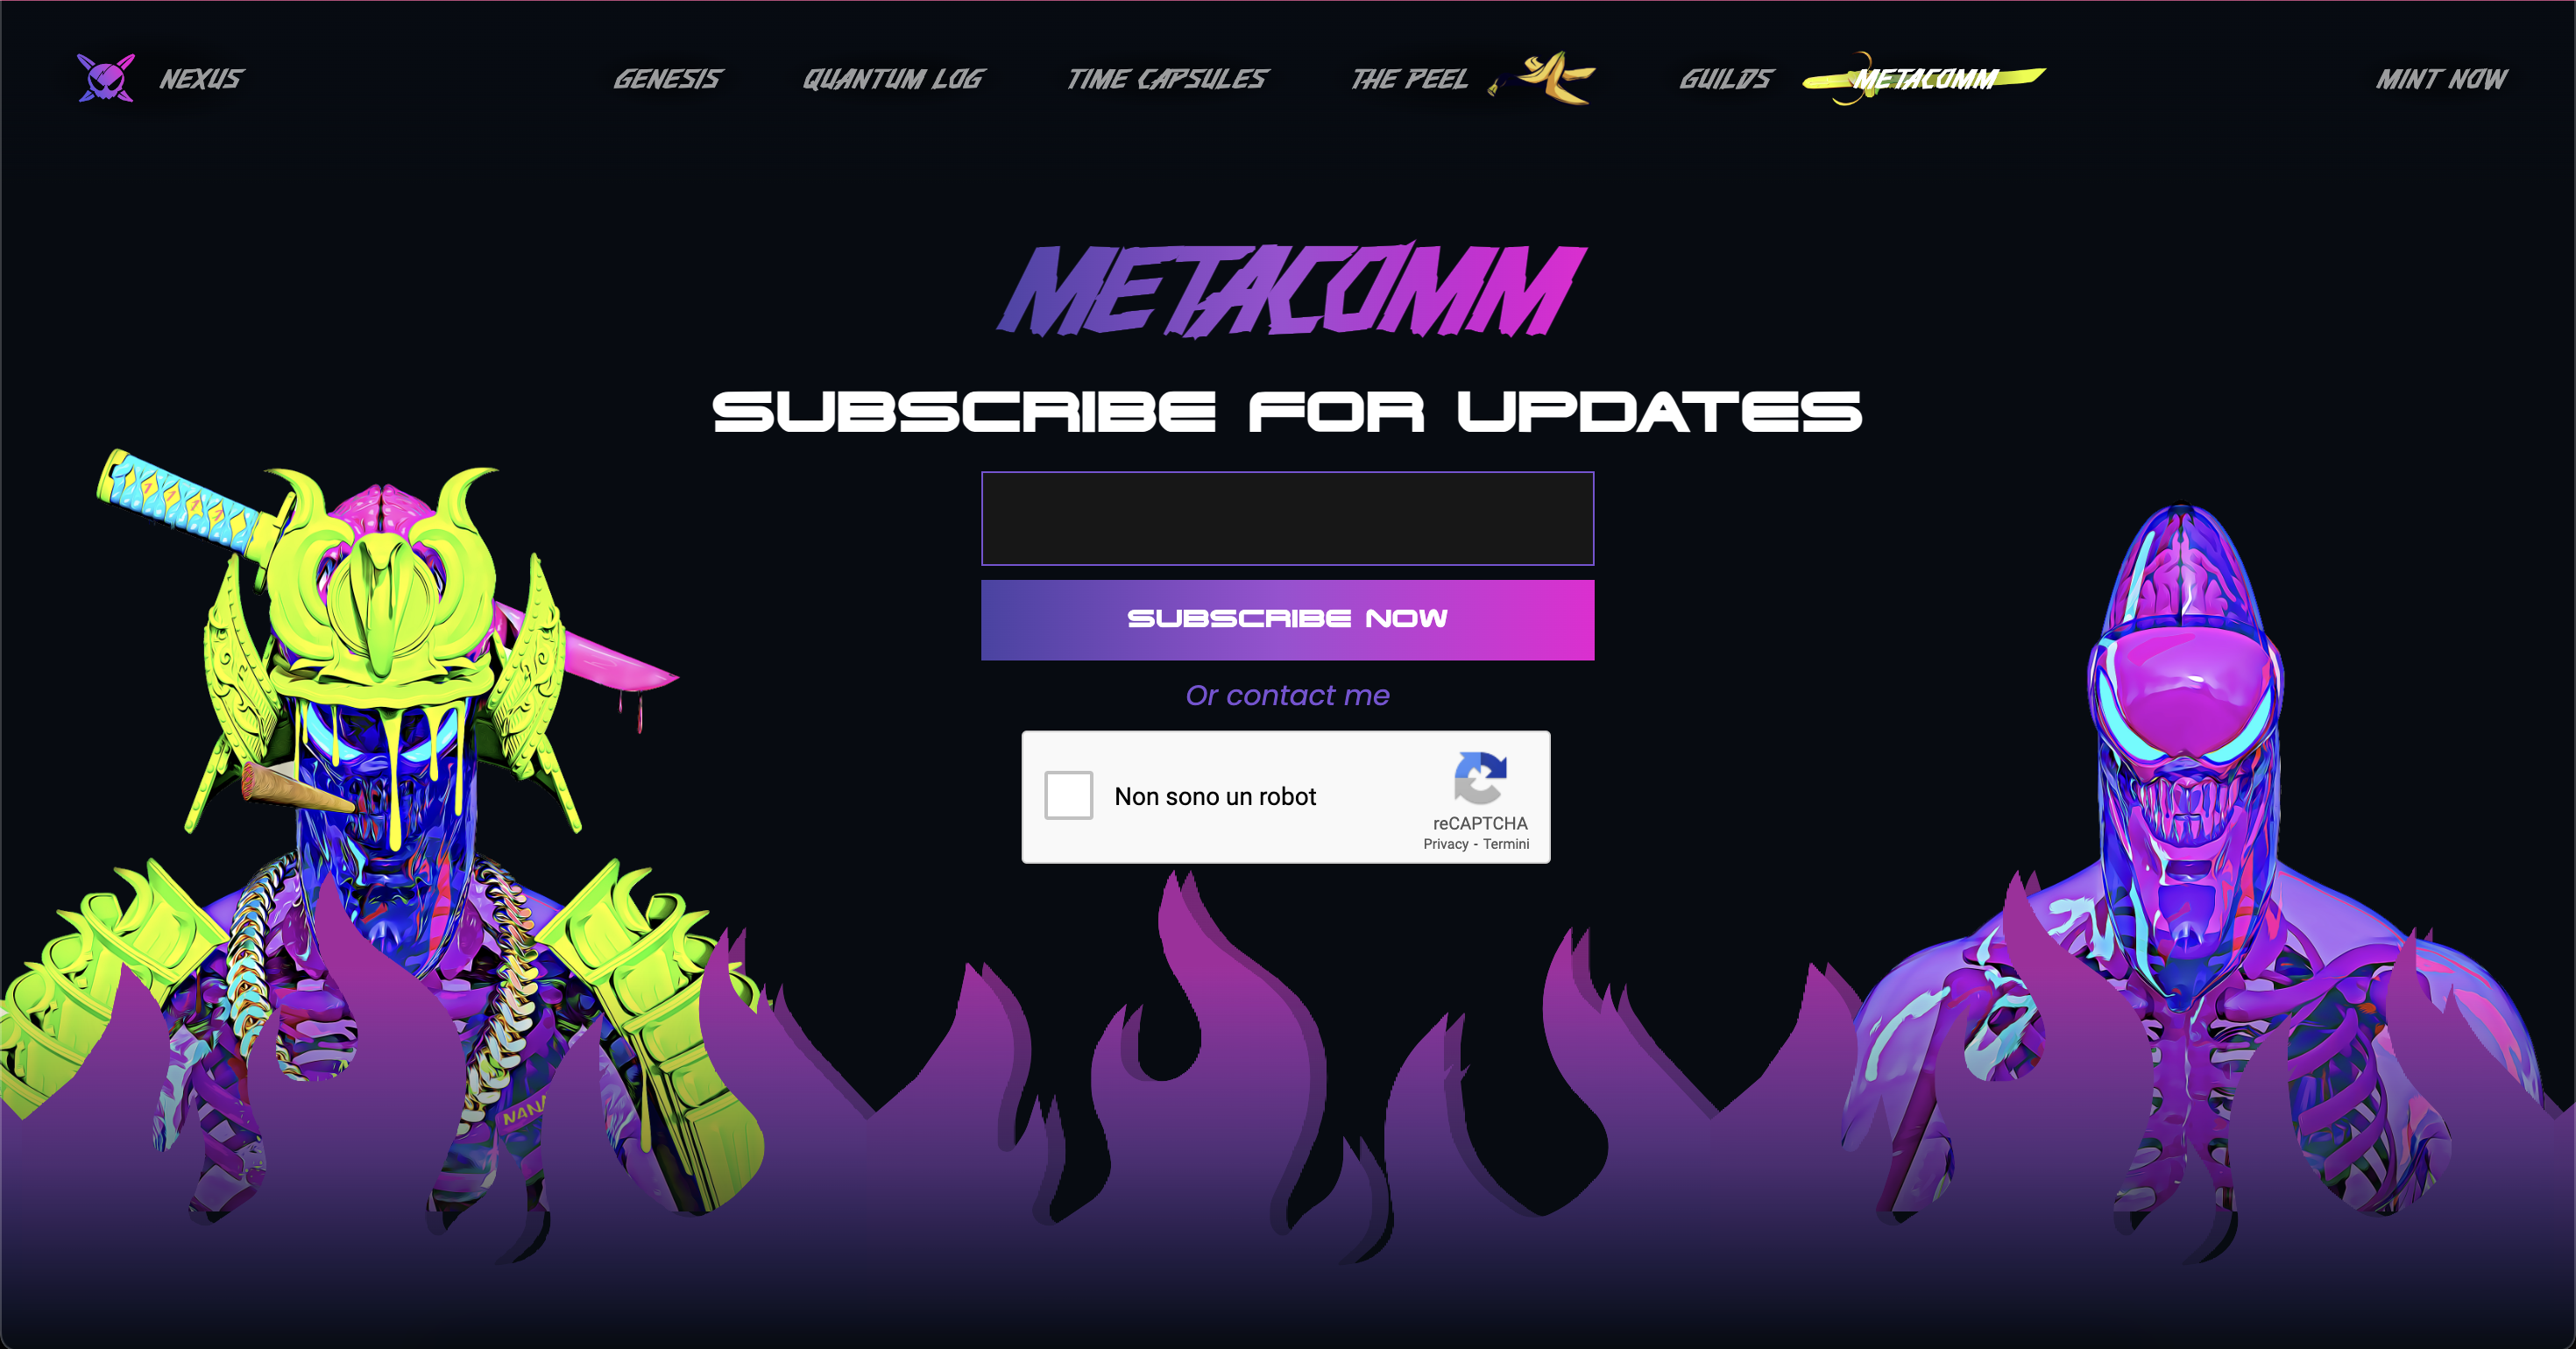 NEXUS
GENESIS
QUANTUM LOG
TIME CAPSULES
THE PEEL
GUILDS
METACOMM
MINT NOW
METACOMM
SUBSCRIBE FOR UPDATES
SUBSCRIBE NOW
Or contact me
Non sono un robot
reCAPTCHA
Privacy - Termini
NANA